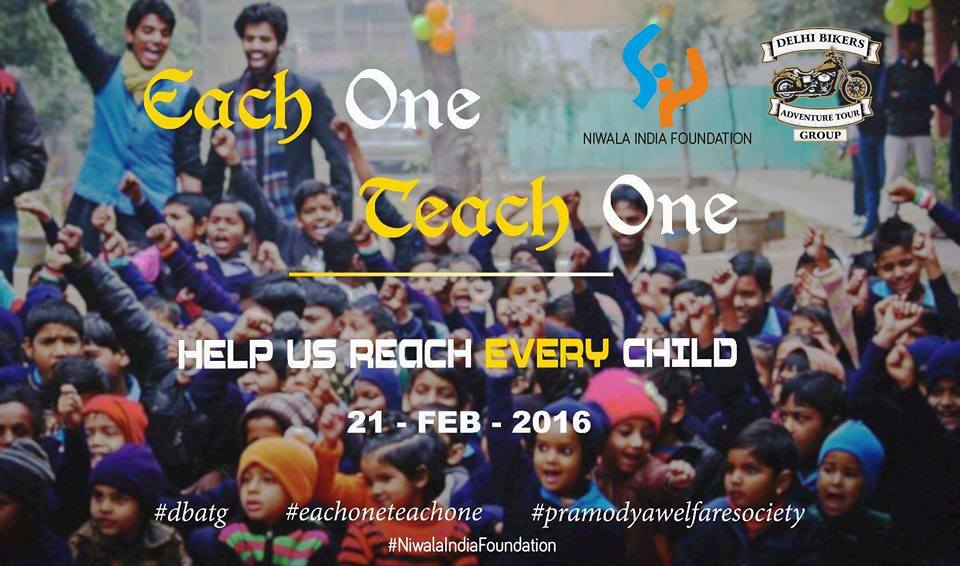 Each One
Teach One
NIWALA INDIA FOUNDATION
DELHI BIKERS
ADVENTURE TOUR
GROUP
HELP US REACH EVERY CHILD
21 - FEB - 2016
#dbatg #eachoneteachone #pramodyawelfaresociety
#NiwalaIndiaFoundation